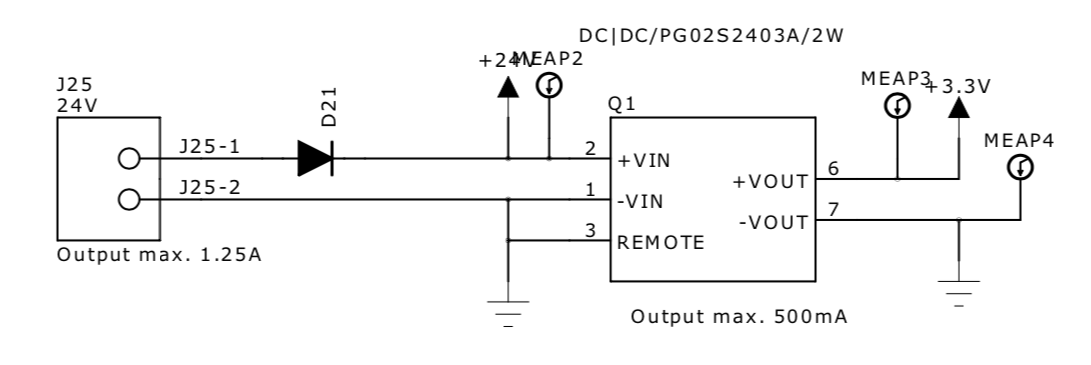 DC|DC/PG02S2403A/2W
+24V
MEAP2
MEAP3
+3.3V
J25
24V
D21
Q1
MEAP4
J25-1
2
+VIN
6
+VOUT
J25-2
1
-VIN
7
-VOUT
3
REMOTE
Output max. 1.25A
Output max. 500mA